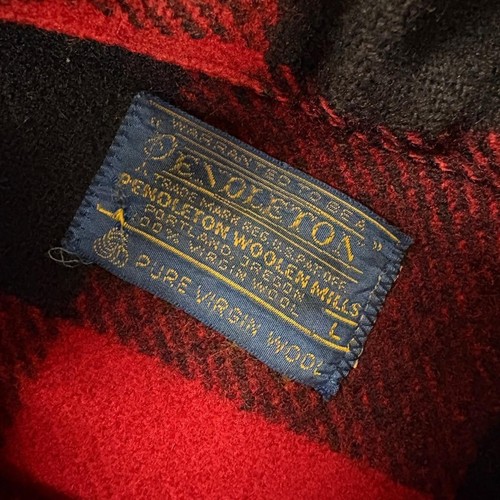 "WARRANTED TO BE A
PENDLETON"
TRADE MARK REG. U.S. PAT. OFF.
PENDLETON WOOLEN MILLS
PORTLAND, OREGON
100% VIRGIN WOOL
L
PURE VIRGIN WOOL